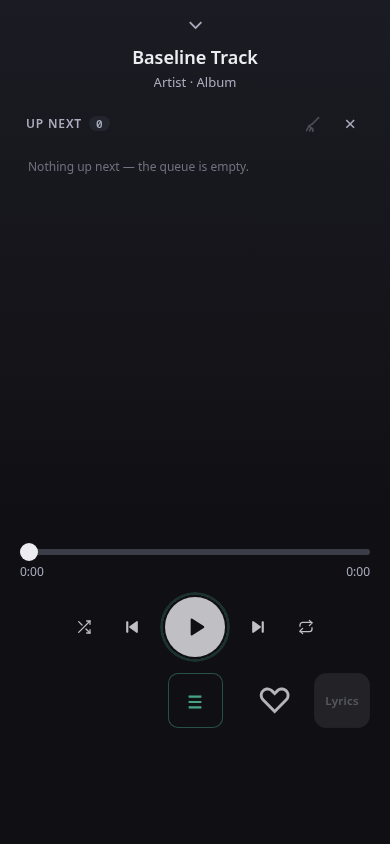 Baseline Track
Artist · Album
UP NEXT 0
Nothing up next — the queue is empty.
0:00 0:00
Lyrics